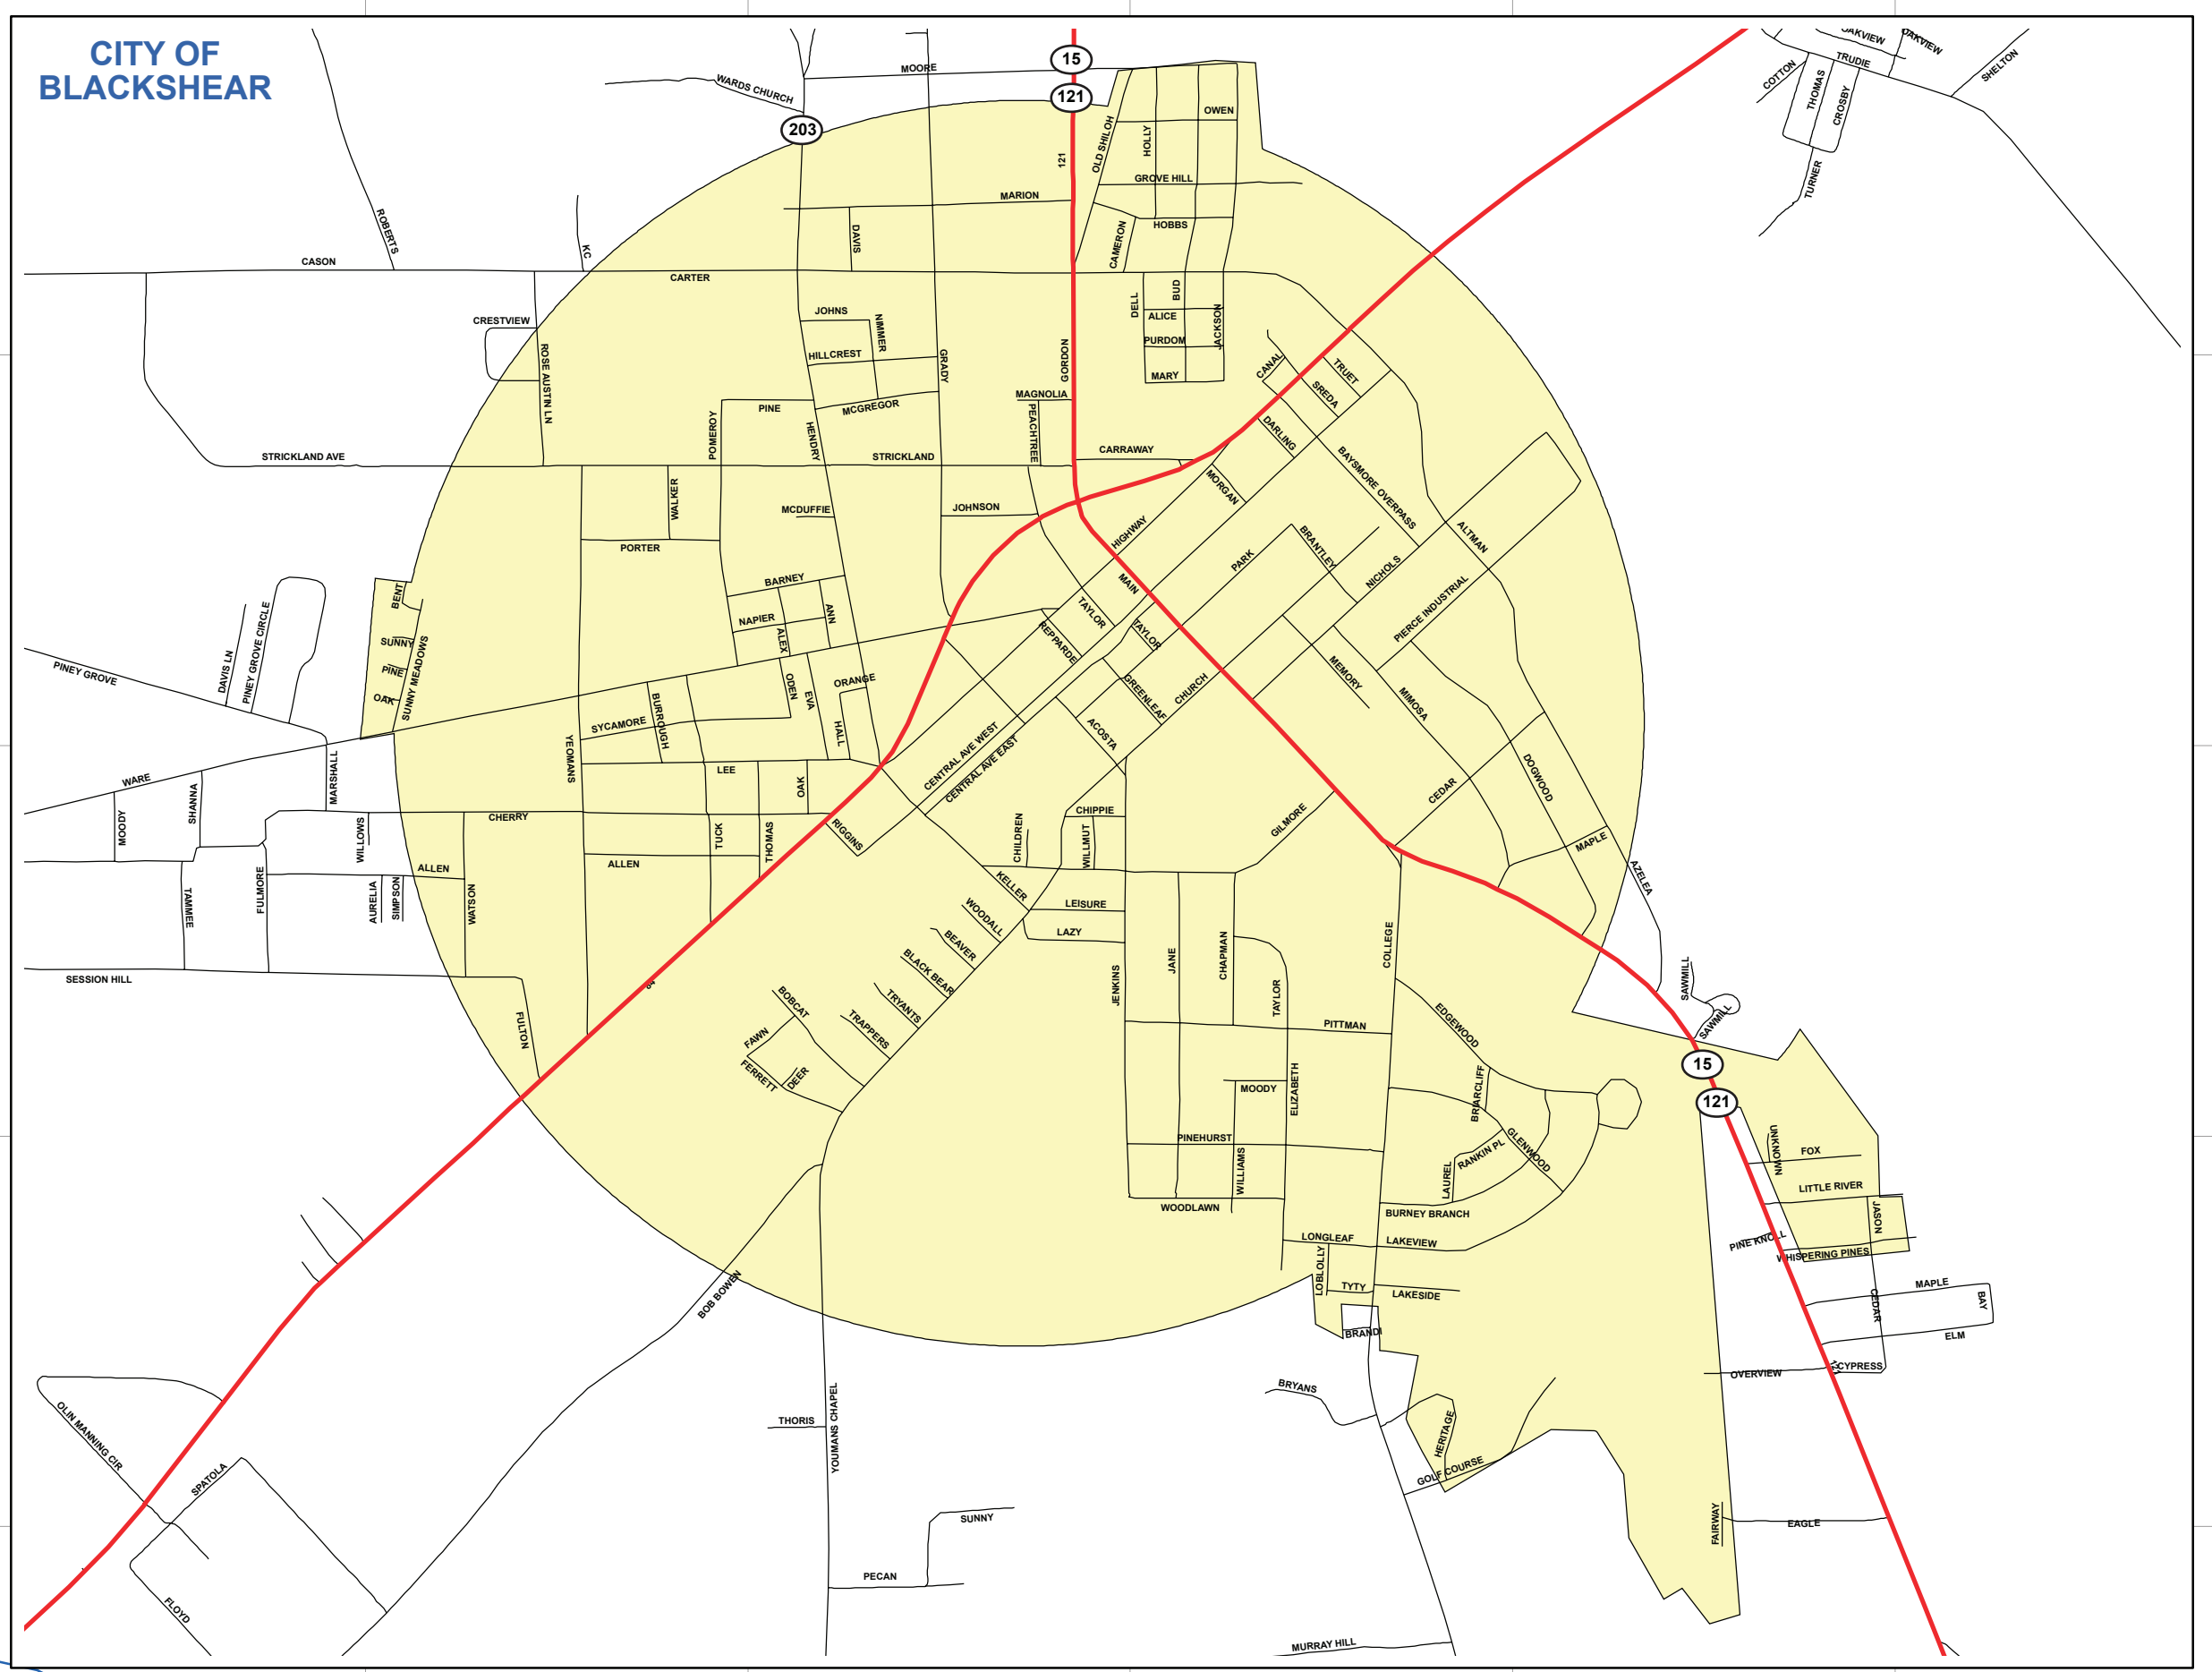 CITY OF
BLACKSHEAR
15
121
203
MOORE
WARDS CHURCH
OAKVIEW
OAKVIEW
TRUDIE
COTTON
THOMAS
CROSBY
SHELTON
TURNER
OLD SHILOH
HOLLY
OWEN
121
GROVE HILL
MARION
HOBBS
CAMERON
DAVIS
ROBERTS
KC
CASON
CARTER
DELL
BUD
ALICE
JACKSON
PURDOM
MARY
CRESTVIEW
ROSE AUSTIN LN
JOHNS
NIMMER
HILLCREST
GRADY
GORDON
MCGREGOR
PINE
POMEROY
HENDRY
MAGNOLIA
PEACHTREE
CANAL
TRUET
SREDA
DARLING
CARRAWAY
STRICKLAND AVE
STRICKLAND
BAYSMORE OVERPASS
MORGAN
WALKER
MCDUFFIE
JOHNSON
HIGHWAY
PORTER
PARK
BRANTLEY
NICHOLS
ALTMAN
MAIN
BARNEY
NAPIER
ALEX
ANN
TAYLOR
REPPARDE
TAYLOR
PIERCE INDUSTRIAL
BENT
SUNNY
PINE
OAK
SUNNY MEADOWS
DAVIS LN
PINEY GROVE CIRCLE
PINEY GROVE
GREENLEAF
CHURCH
MEMORY
MIMOSA
ODEN
EVA
ORANGE
HALL
BURROUGH
SYCAMORE
YEOMANS
ACOSTA
CENTRAL AVE WEST
CENTRAL AVE EAST
DOGWOOD
CEDAR
WARE
MARSHALL
SHANNA
MOODY
LEE
OAK
CHERRY
TUCK
THOMAS
RIGGINS
CHIPPIE
CHILDREN
WILLMUT
GILMORE
MAPLE
AZELEA
WILLOWS
ALLEN
ALLEN
TAMMEE
FULMORE
AURELIA
SIMPSON
WATSON
KELLER
WOODALL
LEISURE
LAZY
BEAVER
BLACK BEAR
TRYANTS
TRAPPERS
BOBCAT
FAWN
FERRETT
DEER
JENKINS
JANE
CHAPMAN
TAYLOR
COLLEGE
SESSION HILL
FULTON
84
SAWMILL
SAWMILL
PITTMAN
EDGEWOOD
ELIZABETH
MOODY
BRIARCLIFF
15
121
PINEHURST
WILLIAMS
GLENWOOD
RANKIN PL
LAUREL
UNKNOWN
FOX
LITTLE RIVER
JASON
WOODLAWN
BURNEY BRANCH
LONGLEAF
LAKEVIEW
PINE KNOLL
WHISPERING PINES
LOBLOLLY
TYTY
LAKESIDE
BRANDI
BOB BOWEN
MAPLE
BAY
CEDAR
ELM
OVERVIEW
CYPRESS
BRYANS
HERITAGE
GOLF COURSE
THORIS
YOUMANS CHAPEL
OLIN MANNING CIR
SPATOLA
FLOYD
SUNNY
PECAN
FAIRWAY
EAGLE
MURRAY HILL